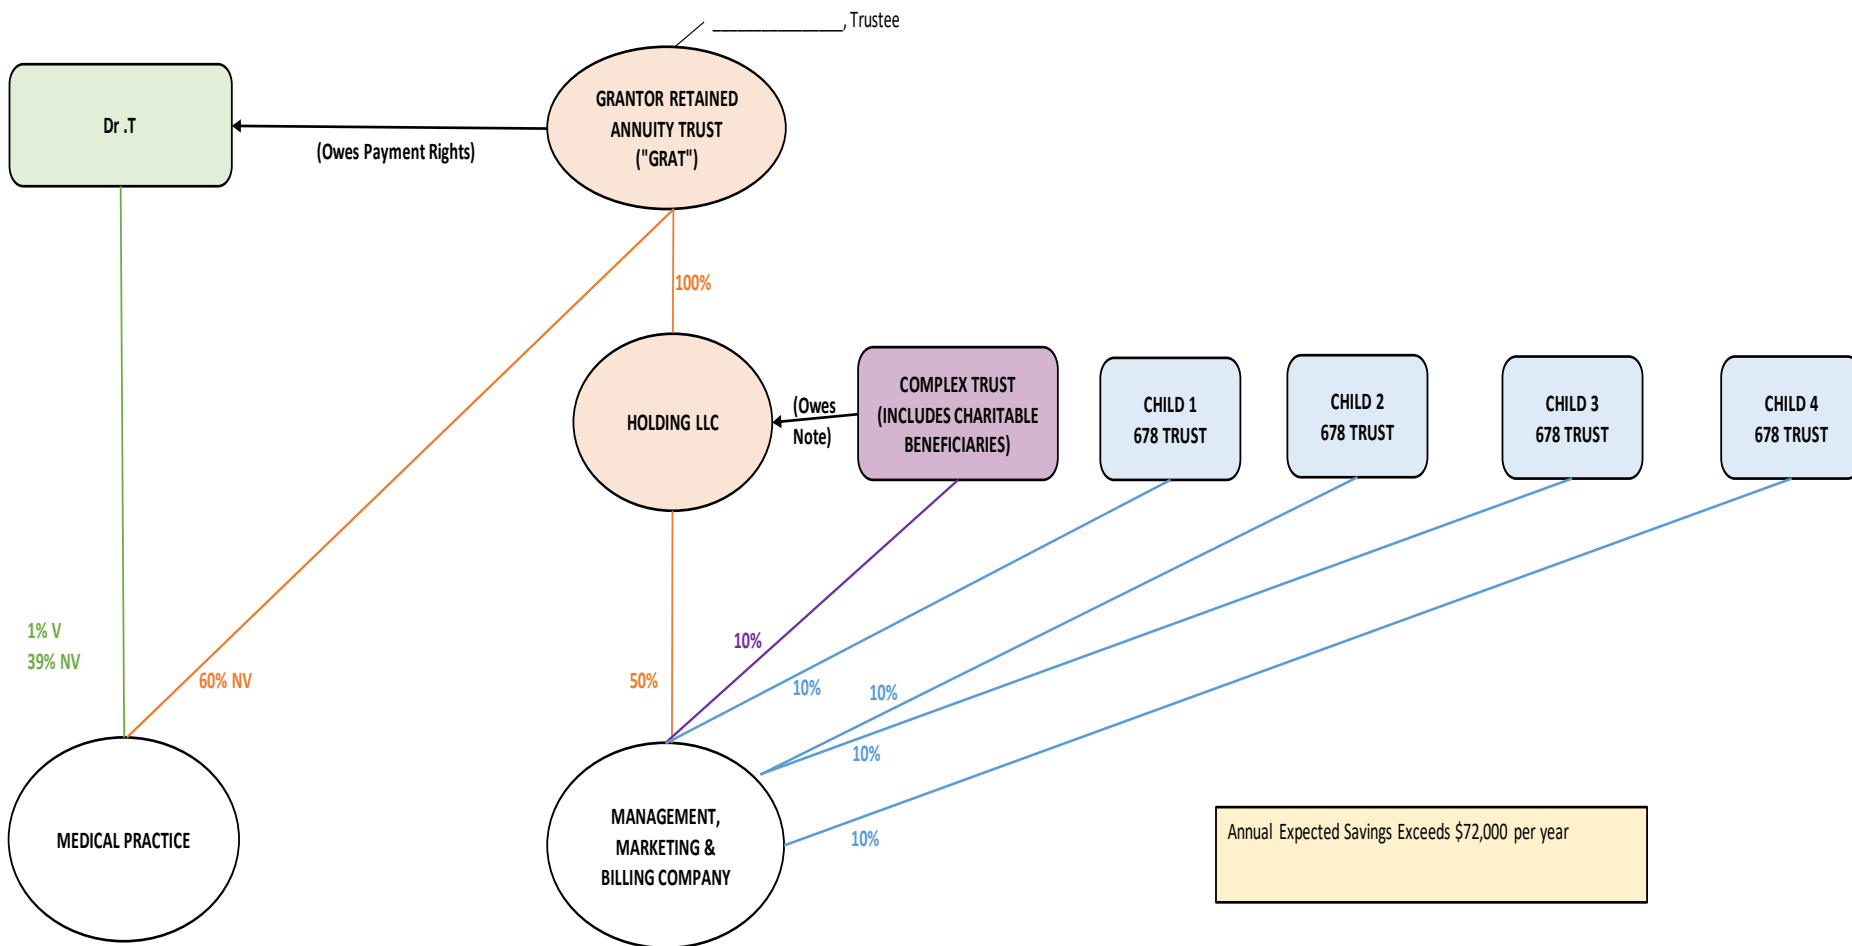 ________________, Trustee
Dr .T
(Owes Payment Rights)
GRANTOR RETAINED
ANNUITY TRUST
("GRAT")
100%
HOLDING LLC
(Owes
Note)
COMPLEX TRUST
(INCLUDES CHARITABLE
BENEFICIARIES)
CHILD 1
678 TRUST
CHILD 2
678 TRUST
CHILD 3
678 TRUST
CHILD 4
678 TRUST
1% V
39% NV
60% NV
50%
10%
10%
10%
10%
10%
MEDICAL PRACTICE
MANAGEMENT,
MARKETING &
BILLING COMPANY
Annual Expected Savings Exceeds $72,000 per year